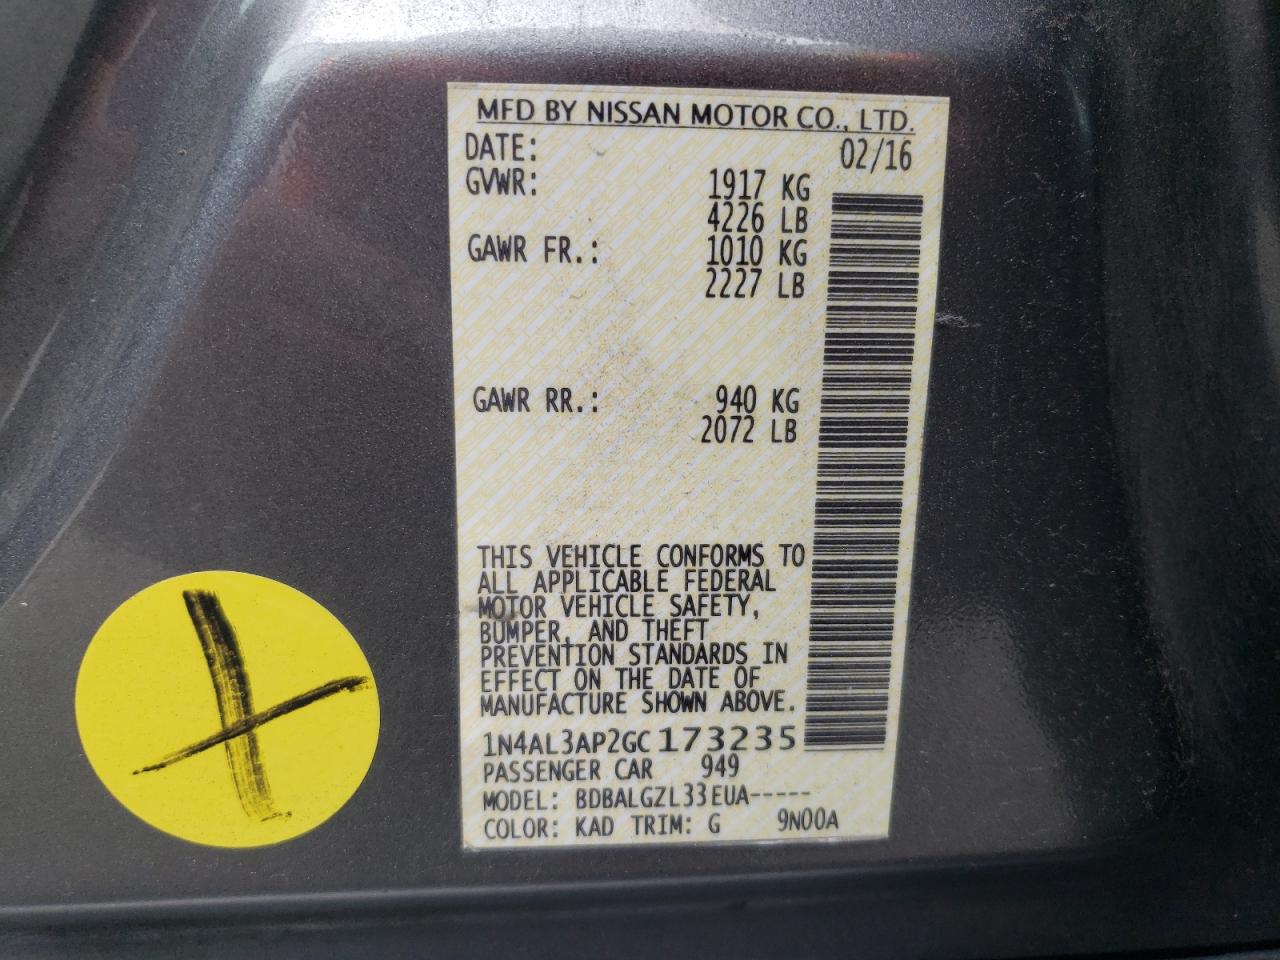 MFD BY NISSAN MOTOR CO., LTD.
DATE: 02/16
GVWR: 1917 KG
4226 LB
GAWR FR.: 1010 KG
2227 LB
GAWR RR.: 940 KG
2072 LB
THIS VEHICLE CONFORMS TO
ALL APPLICABLE FEDERAL
MOTOR VEHICLE SAFETY,
BUMPER, AND THEFT
PREVENTION STANDARDS IN
EFFECT ON THE DATE OF
MANUFACTURE SHOWN ABOVE.
1N4AL3AP2GC173235
PASSENGER CAR 949
MODEL: BDBALGZL33EUA-----
COLOR: KAD TRIM: G 9N00A